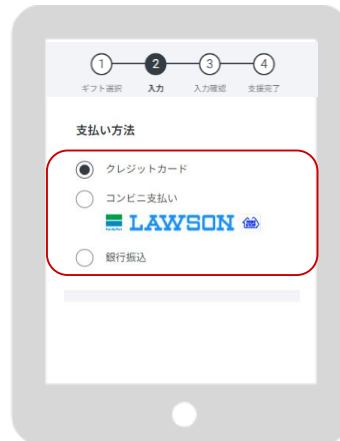 1 2 3 4
ギフト選択 入力 入力確認 支援完了
支払い方法
クレジットカード
コンビニ支払い
FamilyMart LAWSON
銀行振込